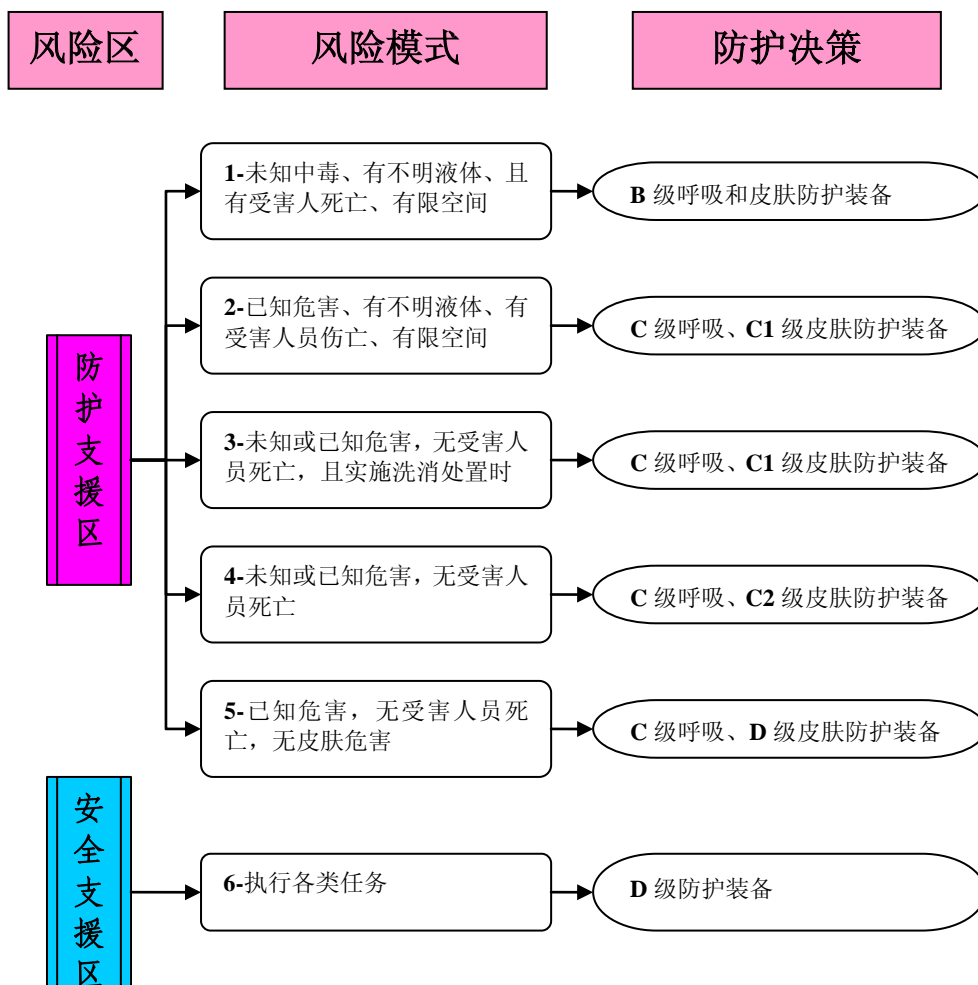 风险区
风险模式
防护决策
防护支援区
1-未知中毒、有不明液体、且
有受害人死亡、有限空间
B 级呼吸和皮肤防护装备
2-已知危害、有不明液体、有
受害人员伤亡、有限空间
C 级呼吸、C1 级皮肤防护装备
3-未知或已知危害，无受害人
员死亡，且实施洗消处置时
C 级呼吸、C1 级皮肤防护装备
4-未知或已知危害，无受害人
员死亡
C 级呼吸、C2 级皮肤防护装备
5-已知危害，无受害人员死
亡，无皮肤危害
C 级呼吸、D 级皮肤防护装备
安全支援区
6-执行各类任务
D 级防护装备